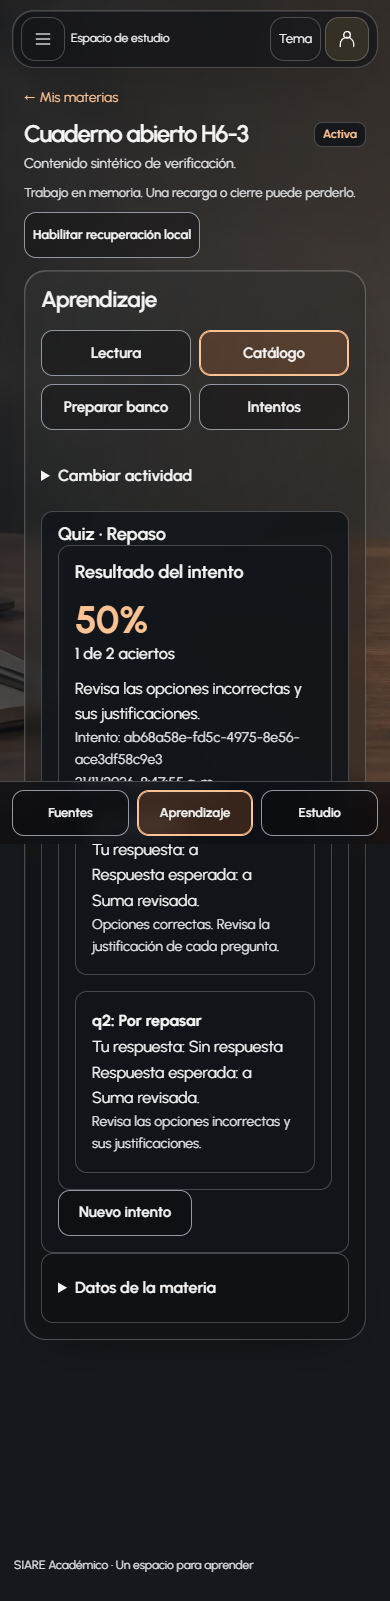 Espacio de estudio
Tema
← Mis materias
Cuaderno abierto H6-3
Activa
Contenido sintético de verificación.
Trabajo en memoria. Una recarga o cierre puede perderlo.
Habilitar recuperación local
Aprendizaje
Lectura
Catálogo
Preparar banco
Intentos
Cambiar actividad
Quiz · Repaso
Resultado del intento
50%
1 de 2 aciertos
Revisa las opciones incorrectas y
sus justificaciones.
Intento: ab68a58e-fd5c-4975-8e56-
ace3df58c9e3
Fuentes
Aprendizaje
Estudio
Tu respuesta: a
Respuesta esperada: a
Suma revisada.
Opciones correctas. Revisa la
justificación de cada pregunta.
q2: Por repasar
Tu respuesta: Sin respuesta
Respuesta esperada: a
Suma revisada.
Revisa las opciones incorrectas y
sus justificaciones.
Nuevo intento
Datos de la materia
SIARE Académico · Un espacio para aprender